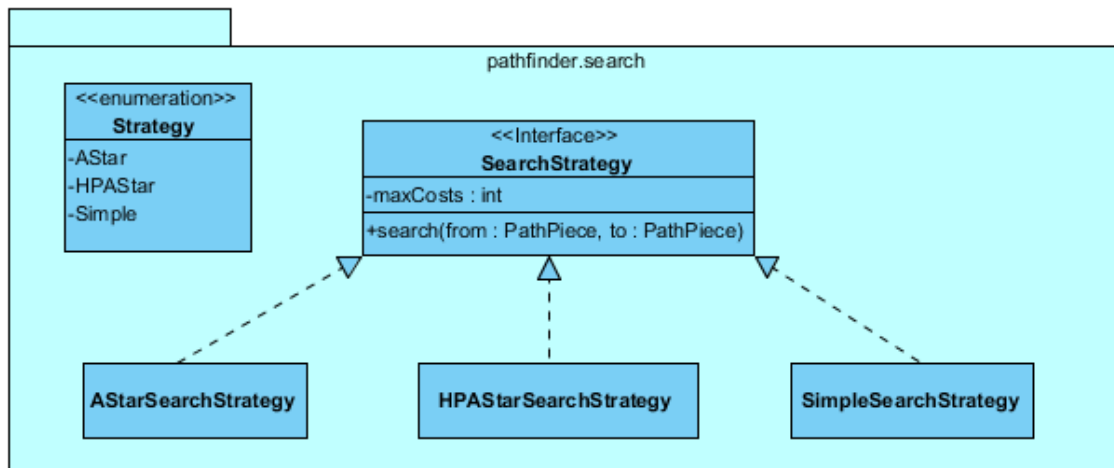 pathfinder.search
<<enumeration>>
Strategy
-AStar
-HPAStar
-Simple
<<Interface>>
SearchStrategy
-maxCosts : int
+search(from : PathPiece, to : PathPiece)
AStarSearchStrategy
HPAStarSearchStrategy
SimpleSearchStrategy